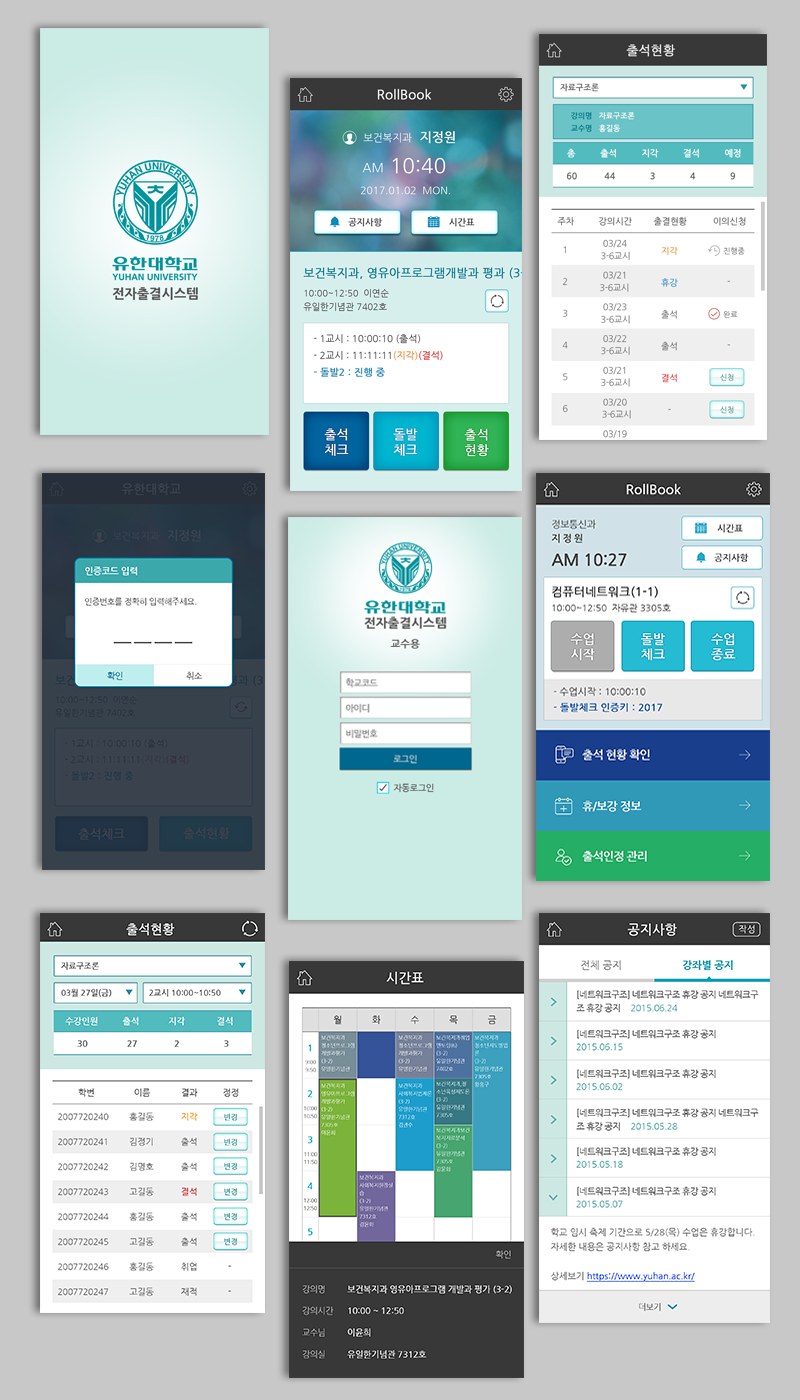 YUHAN UNIVERSITY
1978
유한대학교
YUHAN UNIVERSITY
전자출결시스템
RollBook
보건복지과 지정원
AM 10:40
2017.01.02 MON.
공지사항 시간표
보건복지과, 영유아프로그램개발과 평과 (3-
10:00~12:50 이연순
유일한기념관 7402호
- 1교시 : 10:00:10 (출석)
- 2교시 : 11:11:11(지각)(결석)
- 돌발2 : 진행 중
출석 돌발 출석
체크 체크 현황
출석현황
자료구조론
강의명 자료구조론
교수명 홍길동
총 출석 지각 결석 예정
60 44 3 4 9
주차 강의시간 출결현황 이의신청
1 03/24 3-6교시 지각 진행중
2 03/21 3-6교시 휴강 -
3 03/23 3-6교시 출석 완료
4 03/22 3-6교시 출석 -
5 03/21 3-6교시 결석 신청
6 03/20 3-6교시 - 신청
03/19
유한대학교
보건복지과 지정원
인증코드 입력
인증번호를 정확히 입력해주세요.
확인 취소
10:00~12:50 이연순
유일한기념관 7402호
- 1교시 : 10:00:10 (출석)
- 2교시 : 11:11:11(지각)(결석)
- 돌발2 : 진행 중
출석체크 출석현황
YUHAN UNIVERSITY
1978
유한대학교
전자출결시스템
교수용
학교코드
아이디
비밀번호
로그인
자동로그인
RollBook
정보통신과
지 정 원
AM 10:27
시간표
공지사항
컴퓨터네트워크(1-1)
10:00~12:50 자유관 3305호
수업 돌발 수업
시작 체크 종료
- 수업시작 : 10:00:10
- 돌발체크 인증키 : 2017
출석 현황 확인
휴/보강 정보
출석인정 관리
출석현황
자료구조론
03월 27일(금) 2교시 10:00~10:50
수강인원 출석 지각 결석
30 27 2 3
학번 이름 결과 정정
2007720240 홍길동 지각 변경
2007720241 김정기 출석 변경
2007720242 김명호 출석 변경
2007720243 고길동 결석 변경
2007720244 홍길동 출석 변경
2007720245 고길동 출석 변경
2007720246 홍길동 취업 -
2007720247 고길동 재적 -
시간표
월 화 수 목 금
1
9:00
9:50
2
10:00
10:50
3
11:00
11:50
4
12:00
12:50
5
확인
강의명 보건복지과 영유아프로그램 개발과 평가 (3-2)
강의시간 10:00 ~ 12:50
교수님 이윤희
강의실 유일한기념관 7312호
공지사항 작성
전체 공지 강좌별 공지
[네트워크구조] 네트워크구조 휴강 공지 네트워크구
조 휴강 공지 2015.06.24
[네트워크구조] 네트워크구조 휴강 공지
2015.06.15
[네트워크구조] 네트워크구조 휴강 공지
2015.06.02
[네트워크구조] 네트워크구조 휴강 공지 네트워크구
조 휴강 공지 2015.05.28
[네트워크구조] 네트워크구조 휴강 공지
2015.05.18
[네트워크구조] 네트워크구조 휴강 공지
2015.05.07
학교 임시 축제 기간으로 5/28(목) 수업은 휴강합니다.
자세한 내용은 공지사항 참고 하세요.
상세보기 https://www.yuhan.ac.kr/
더보기